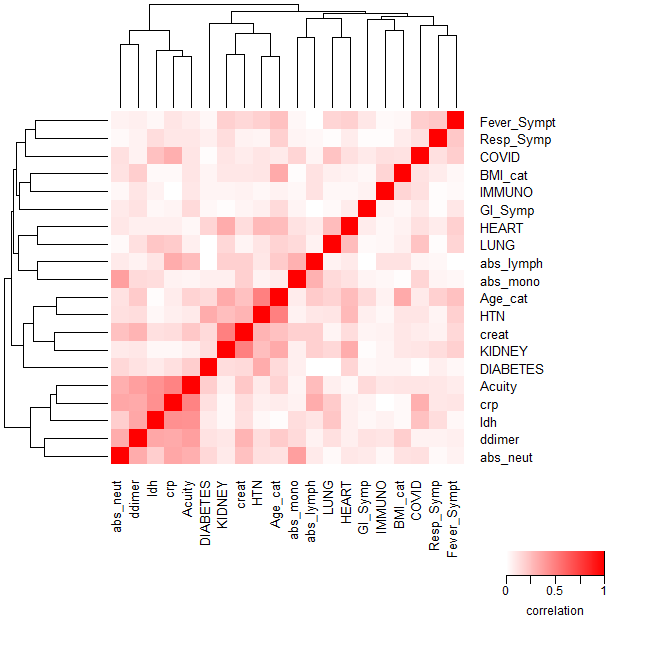 Fever_Sympt
Resp_Symp
COVID
BMI_cat
IMMUNO
GI_Symp
HEART
LUNG
abs_lymph
abs_mono
Age_cat
HTN
creat
KIDNEY
DIABETES
Acuity
crp
ldh
ddimer
abs_neut
abs_neut
ddimer
ldh
crp
Acuity
DIABETES
KIDNEY
creat
HTN
Age_cat
abs_mono
abs_lymph
LUNG
HEART
GI_Symp
IMMUNO
BMI_cat
COVID
Resp_Symp
Fever_Sympt
0 0.5 1
correlation